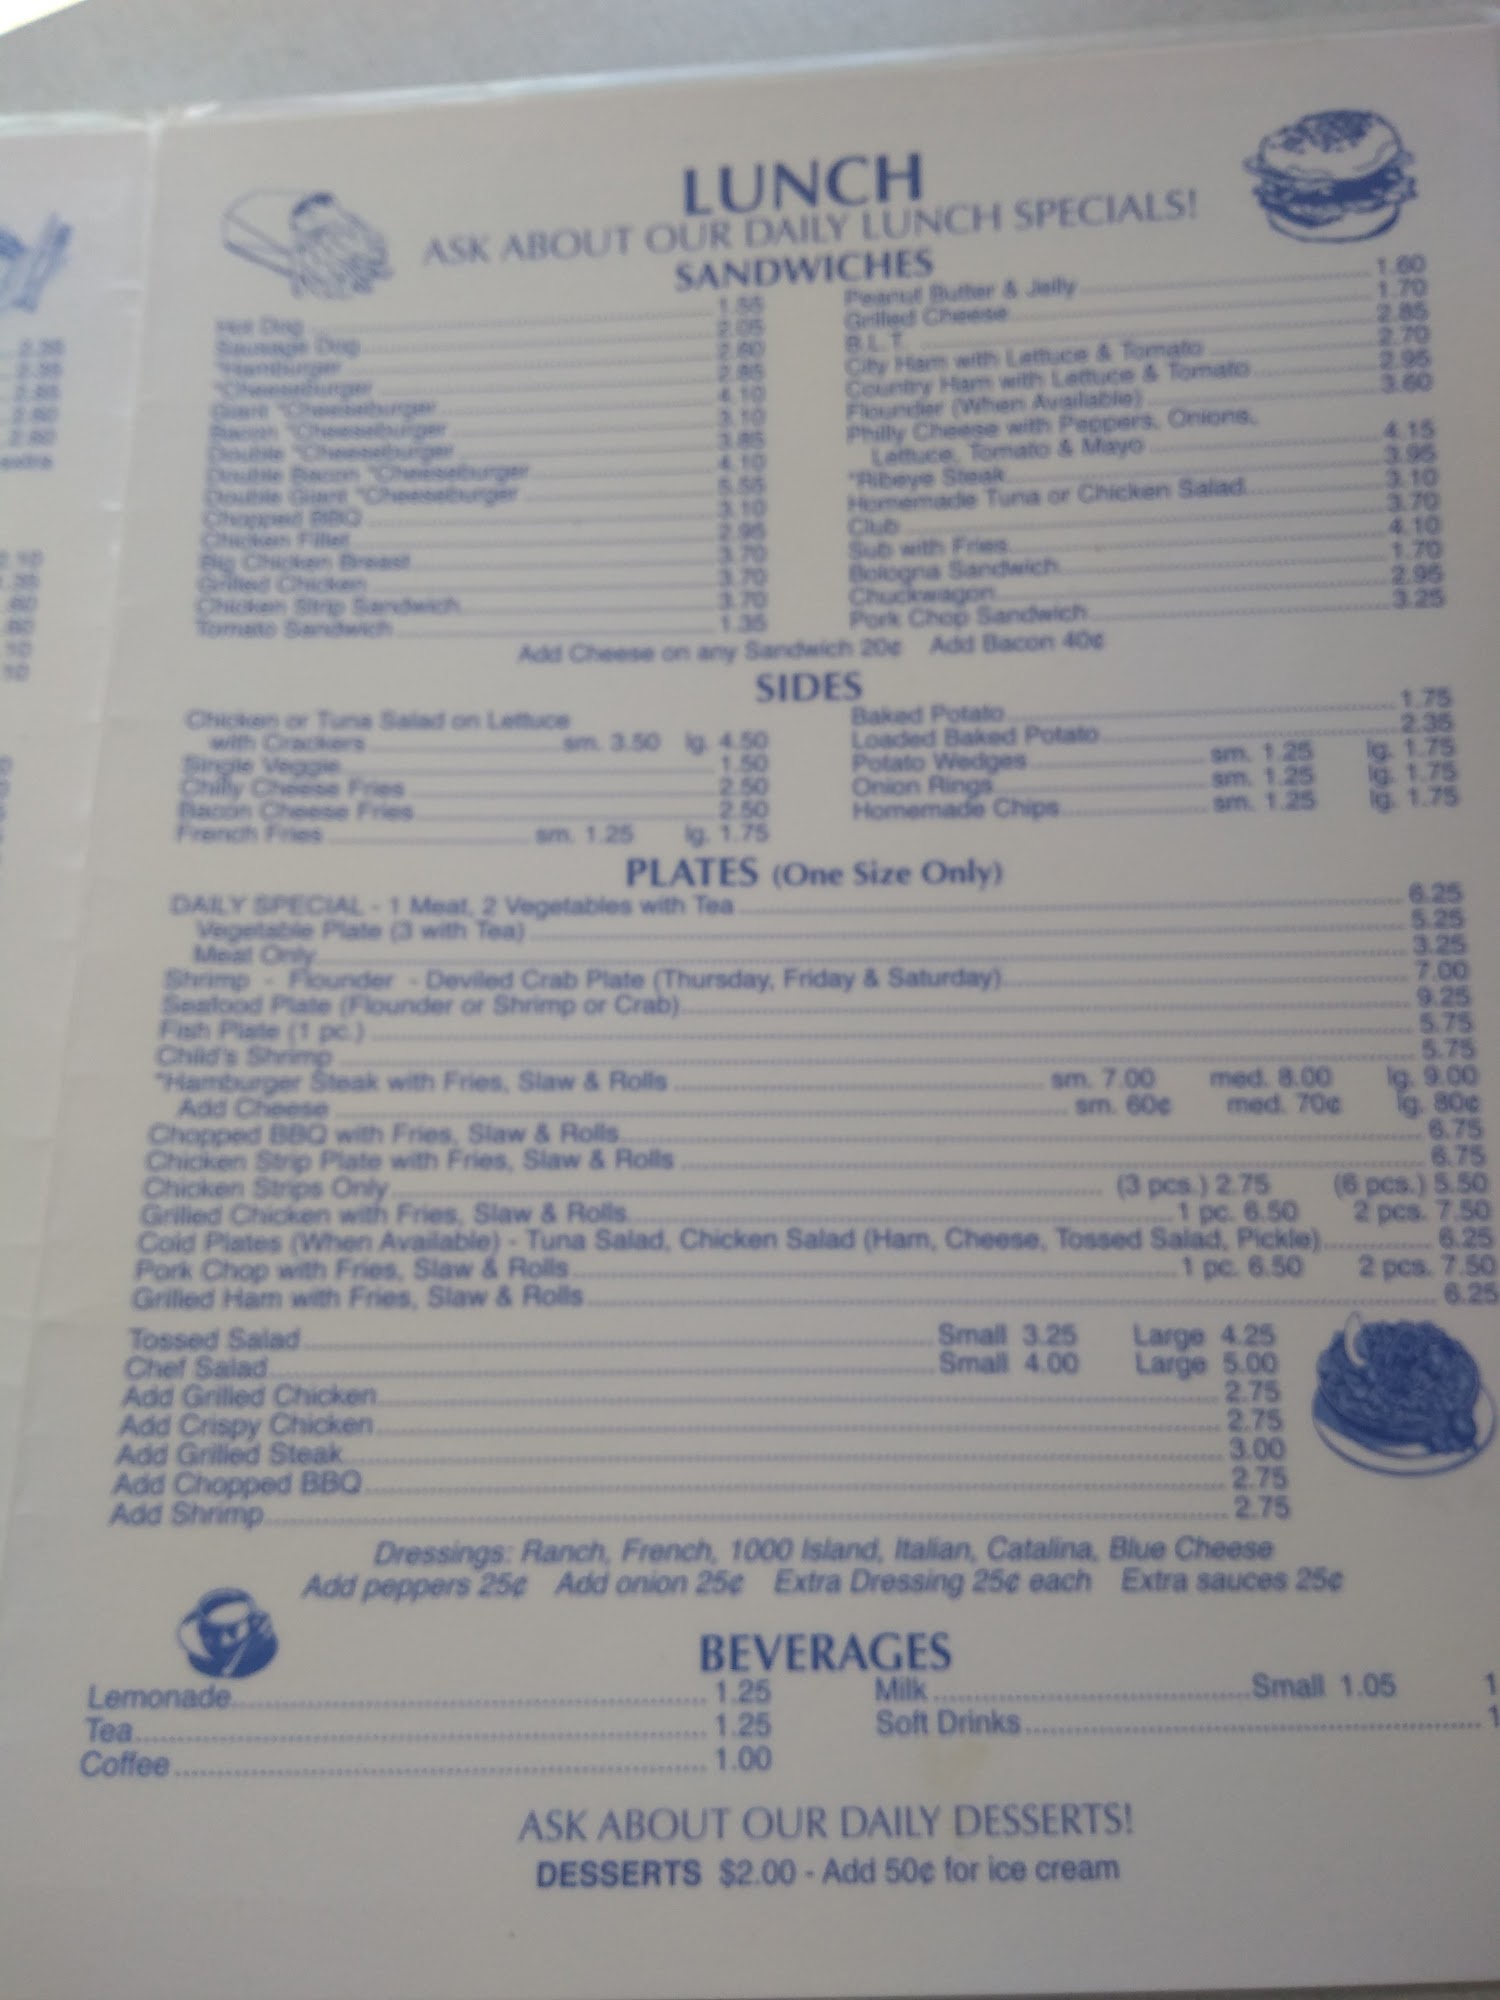 LUNCH
ASK ABOUT OUR DAILY LUNCH SPECIALS!
SANDWICHES
Hot Dog 1.55
Sausage Dog 2.05
*Hamburger 2.60
*Cheeseburger 2.85
Giant *Cheeseburger 4.10
Bacon *Cheeseburger 3.10
Double *Cheeseburger 3.85
Double Bacon *Cheeseburger 4.10
Double Giant *Cheeseburger 5.55
Chopped BBQ 3.10
Chicken Fillet 2.95
Big Chicken Breast 3.70
Grilled Chicken 3.70
Chicken Strip Sandwich 3.70
Tomato Sandwich 1.35
Peanut Butter & Jelly 1.60
Grilled Cheese 1.70
B.L.T. 2.85
City Ham with Lettuce & Tomato 2.70
Country Ham with Lettuce & Tomato 2.95
Flounder (When Available) 3.60
Philly Cheese with Peppers, Onions,
Lettuce, Tomato & Mayo 4.15
*Ribeye Steak 3.95
Homemade Tuna or Chicken Salad 3.10
Club 3.70
Sub with Fries 4.10
Bologna Sandwich 1.70
Chuckwagon 2.95
Pork Chop Sandwich 3.25
Add Cheese on any Sandwich 20¢ Add Bacon 40¢
SIDES
Chicken or Tuna Salad on Lettuce
with Crackers sm. 3.50 lg. 4.50
Single Veggie 1.50
Chilly Cheese Fries 2.50
Bacon Cheese Fries 2.50
French Fries sm. 1.25 lg. 1.75
Baked Potato 1.75
Loaded Baked Potato 2.35
Potato Wedges sm. 1.25 lg. 1.75
Onion Rings sm. 1.25 lg. 1.75
Homemade Chips sm. 1.25 lg. 1.75
PLATES (One Size Only)
DAILY SPECIAL - 1 Meat, 2 Vegetables with Tea 6.25
Vegetable Plate (3 with Tea) 5.25
Meat Only 3.25
Shrimp - Flounder - Deviled Crab Plate (Thursday, Friday & Saturday) 7.00
Seafood Plate (Flounder or Shrimp or Crab) 9.25
Fish Plate (1 pc.) 5.75
Child's Shrimp 5.75
*Hamburger Steak with Fries, Slaw & Rolls sm. 7.00 med. 8.00 lg. 9.00
Add Cheese sm. 60¢ med. 70¢ lg. 80¢
Chopped BBQ with Fries, Slaw & Rolls 6.75
Chicken Strip Plate with Fries, Slaw & Rolls 6.75
Chicken Strips Only (3 pcs.) 2.75 (6 pcs.) 5.50
Grilled Chicken with Fries, Slaw & Rolls 1 pc. 6.50 2 pcs. 7.50
Cold Plates (When Available) - Tuna Salad, Chicken Salad (Ham, Cheese, Tossed Salad, Pickle) 6.25
Pork Chop with Fries, Slaw & Rolls 1 pc. 6.50 2 pcs. 7.50
Grilled Ham with Fries, Slaw & Rolls 6.25
Tossed Salad Small 3.25 Large 4.25
Chef Salad Small 4.00 Large 5.00
Add Grilled Chicken 2.75
Add Crispy Chicken 2.75
Add Grilled Steak 3.00
Add Chopped BBQ 2.75
Add Shrimp 2.75
Dressings: Ranch, French, 1000 Island, Italian, Catalina, Blue Cheese
Add peppers 25¢ Add onion 25¢ Extra Dressing 25¢ each Extra sauces 25¢
BEVERAGES
Lemonade 1.25
Tea 1.25
Coffee 1.00
Milk Small 1.05
Soft Drinks
ASK ABOUT OUR DAILY DESSERTS!
DESSERTS $2.00 - Add 50¢ for ice cream